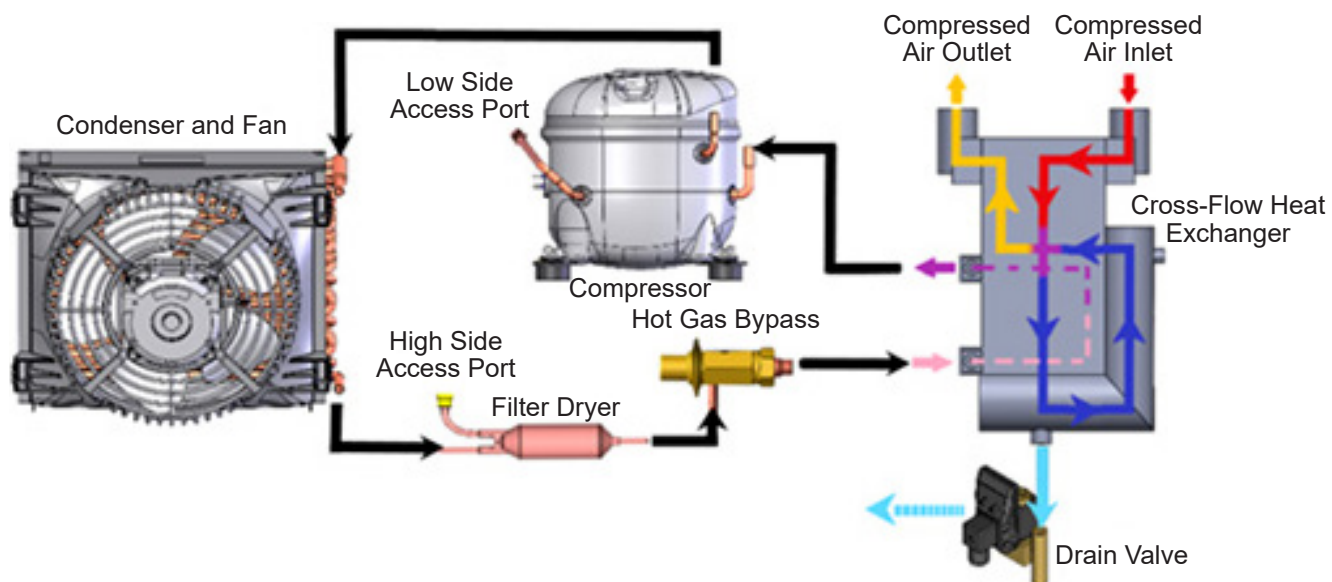 Compressed
Air Outlet
Compressed
Air Inlet
Low Side
Access Port
Condenser and Fan
Cross-Flow Heat
Exchanger
Compressor
Hot Gas Bypass
High Side
Access Port
Filter Dryer
Drain Valve